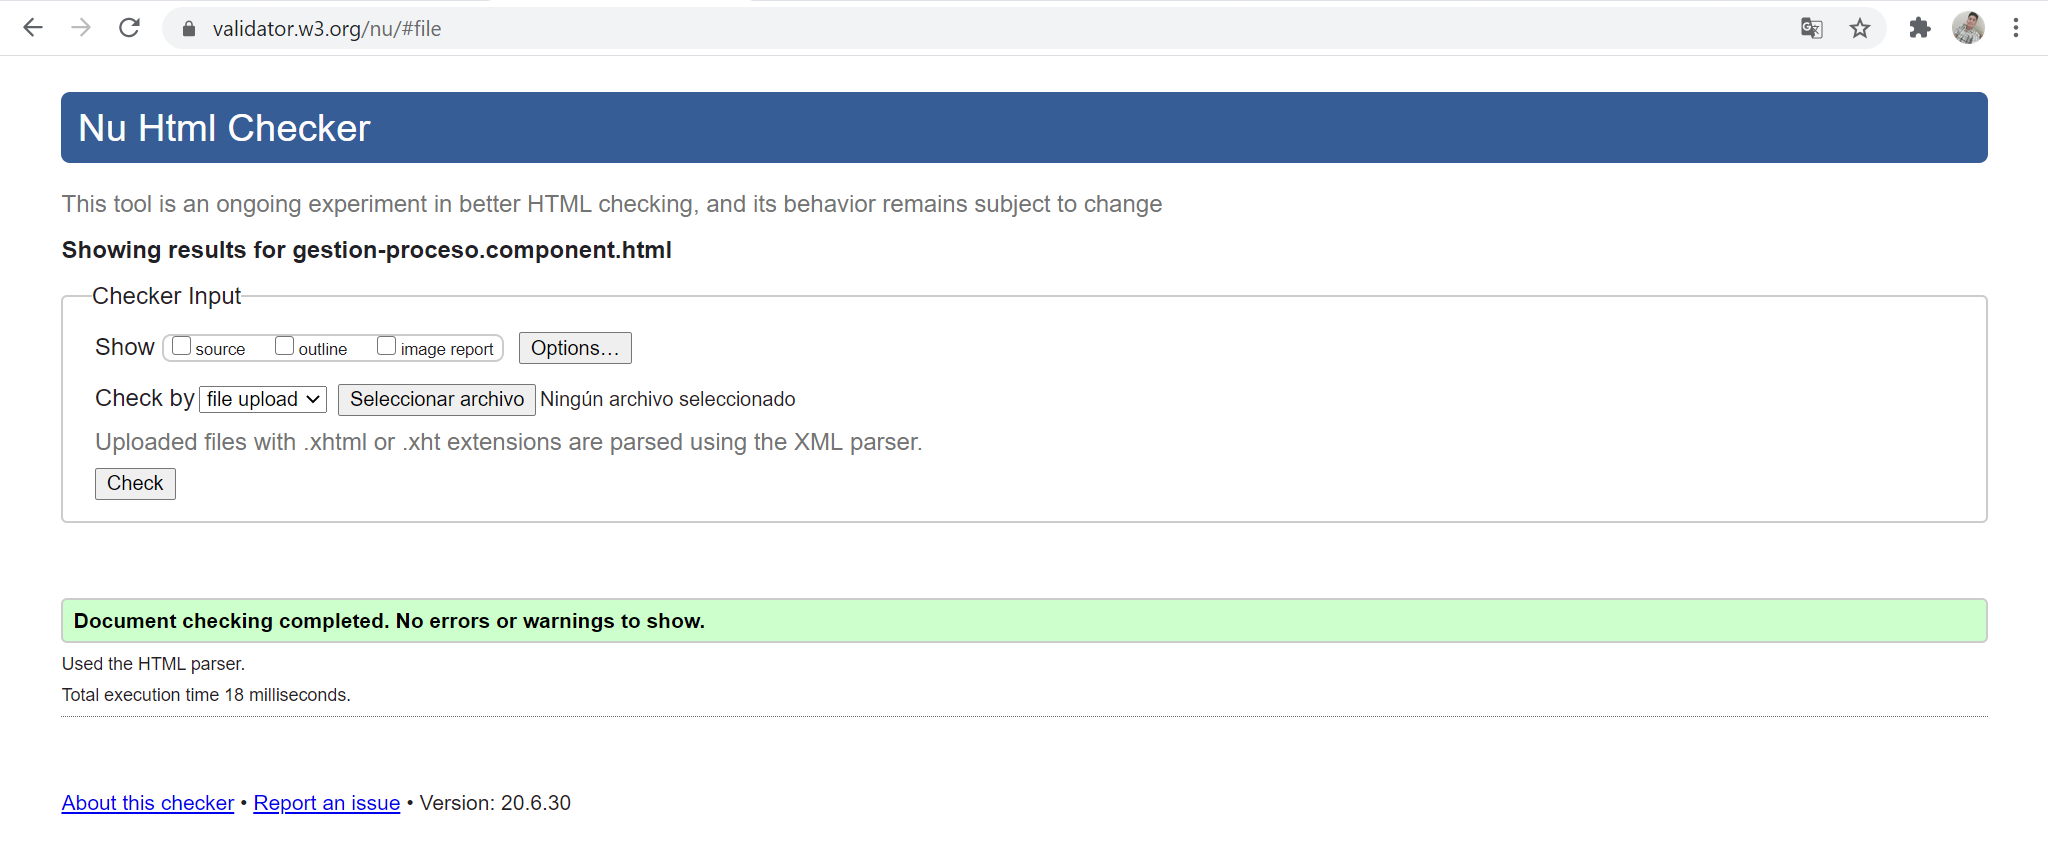 validator.w3.org/nu/#file
Nu Html Checker
This tool is an ongoing experiment in better HTML checking, and its behavior remains subject to change
Showing results for gestion-proceso.component.html
Checker Input
Show source outline image report Options...
Check by file upload Seleccionar archivo Ningún archivo seleccionado
Uploaded files with .xhtml or .xht extensions are parsed using the XML parser.
Check
Document checking completed. No errors or warnings to show.
Used the HTML parser.
Total execution time 18 milliseconds.
About this checker • Report an issue • Version: 20.6.30